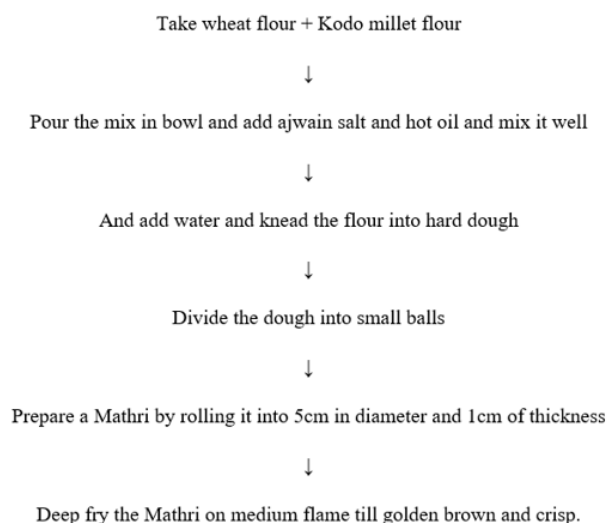 Take wheat flour + Kodo millet flour
↓
Pour the mix in bowl and add ajwain salt and hot oil and mix it well
↓
And add water and knead the flour into hard dough
↓
Divide the dough into small balls
↓
Prepare a Mathri by rolling it into 5cm in diameter and 1cm of thickness
↓
Deep fry the Mathri on medium flame till golden brown and crisp.